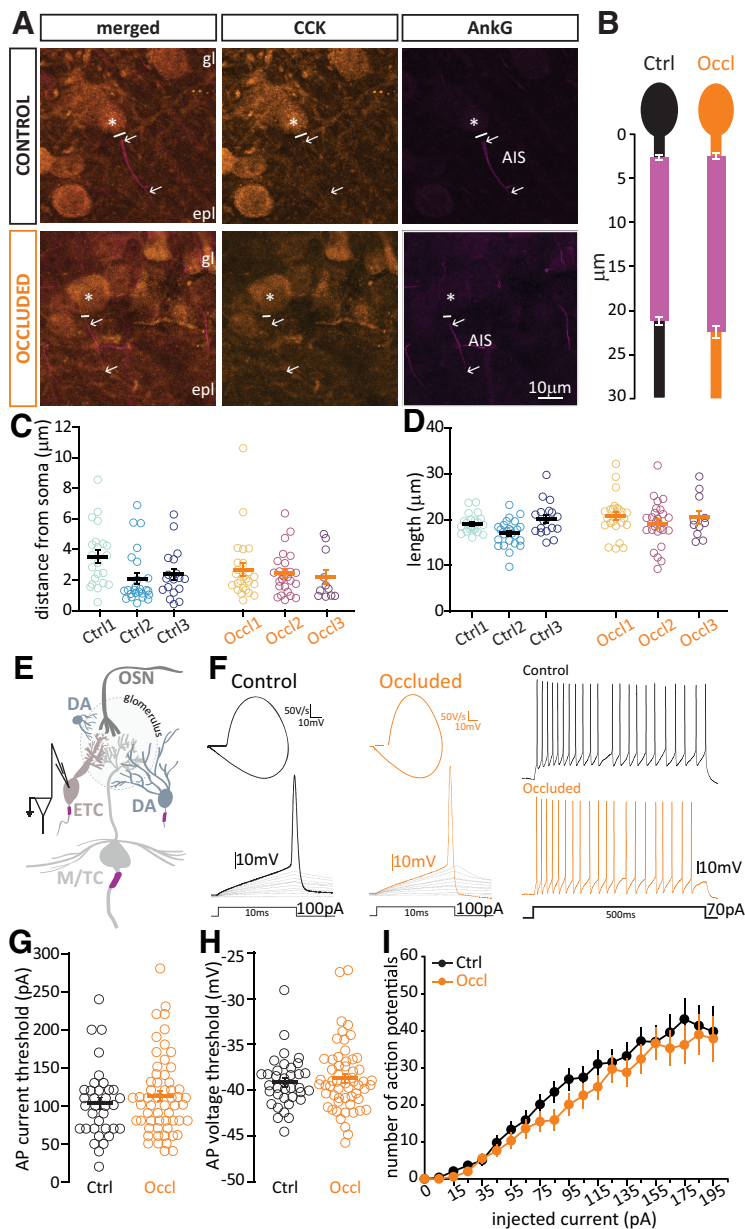 A
merged
CCK
AnkG
CONTROL
gl
*
epl
*
*
AIS
OCCLUDED
gl
*
epl
*
*
AIS
10μm
B
Ctrl
Occl
0
5
10
15
20
25
30
μm
C
distance from soma (μm)
12
10
8
6
4
2
0
Ctrl1
Ctrl2
Ctrl3
Occl1
Occl2
Occl3
D
length (μm)
40
30
20
10
0
Ctrl1
Ctrl2
Ctrl3
Occl1
Occl2
Occl3
E
OSN
DA
glomerulus
ETC
DA
M/TC
F
Control
50V/s
10mV
10mV
10ms
100pA
Occluded
50V/s
10mV
10mV
10ms
100pA
Control
Occluded
10mV
500ms
70pA
G
AP current threshold (pA)
300
250
200
150
100
50
0
Ctrl
Occl
H
AP voltage threshold (mV)
-25
-30
-35
-40
-45
-50
Ctrl
Occl
I
Ctrl
Occl
number of action potentials
60
50
40
30
20
10
0
0
15
35
55
75
95
115
135
155
175
195
injected current (pA)